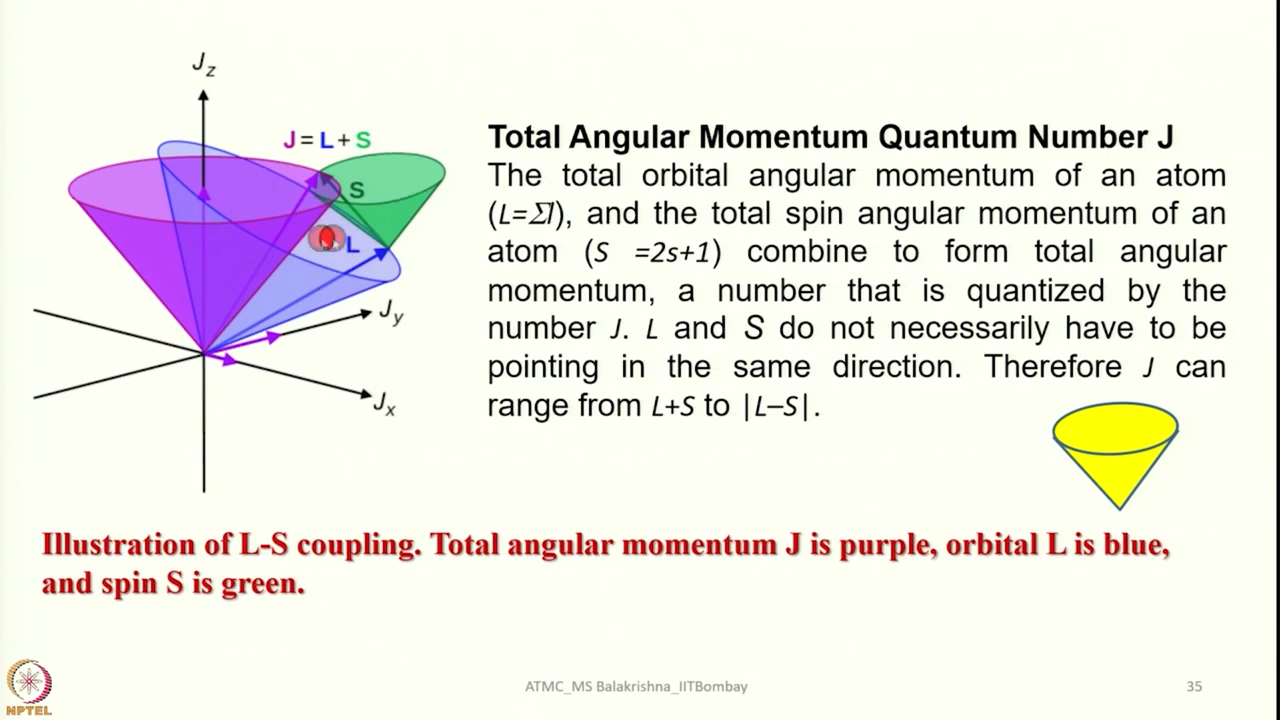 J_z
J = L + S
S
L
J_y
J_x
Total Angular Momentum Quantum Number J
The total orbital angular momentum of an atom
(L=Σl), and the total spin angular momentum of an
atom (S =2s+1) combine to form total angular
momentum, a number that is quantized by the
number J. L and S do not necessarily have to be
pointing in the same direction. Therefore J can
range from L+S to |L–S|.
Illustration of L-S coupling. Total angular momentum J is purple, orbital L is blue,
and spin S is green.
NPTEL
ATMC_MS Balakrishna_IITBombay
35